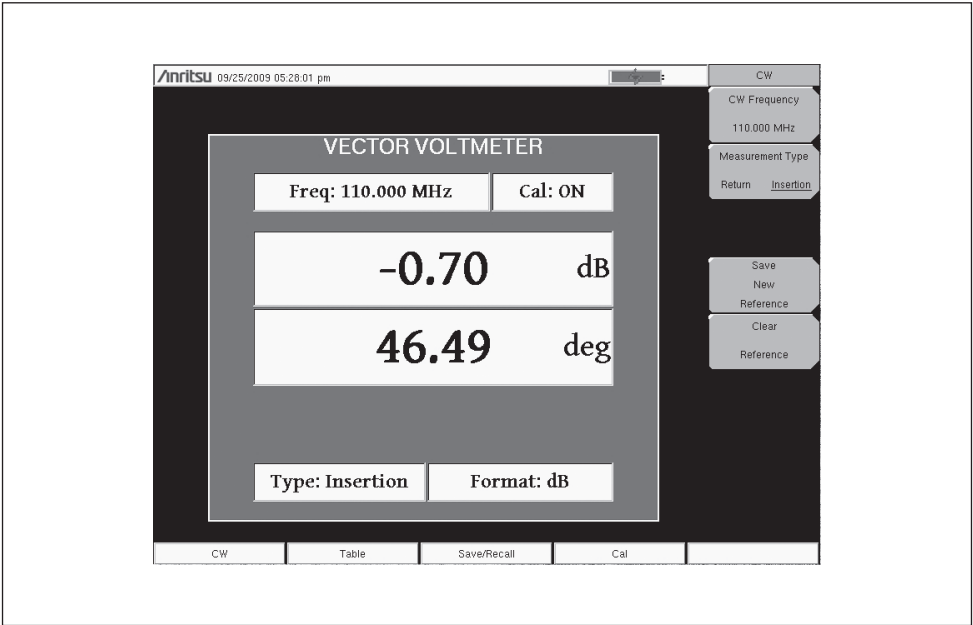 Anritsu 09/25/2009 05:28:01 pm
CW
CW Frequency
110.000 MHz
Measurement Type
Return Insertion
VECTOR VOLTMETER
Freq: 110.000 MHz Cal: ON
-0.70 dB
46.49 deg
Type: Insertion Format: dB
Save
New
Reference
Clear
Reference
CW Table Save/Recall Cal